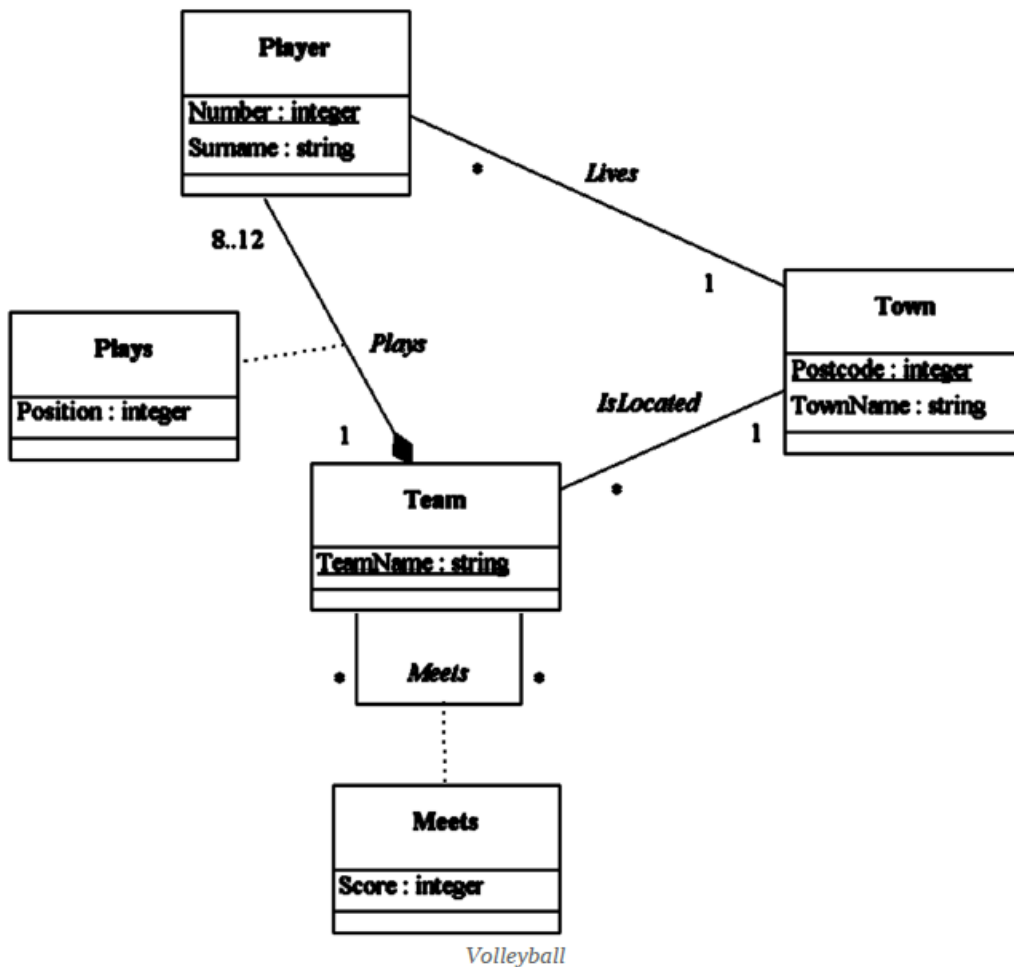 Player
Number : integer
Surname : string
*
Lives
8..12
1
Town
Postcode : integer
TownName : string
Plays
Position : integer
Plays
IsLocated
1
1
*
Team
TeamName : string
*
Meets
*
Meets
Score : integer
Volleyball